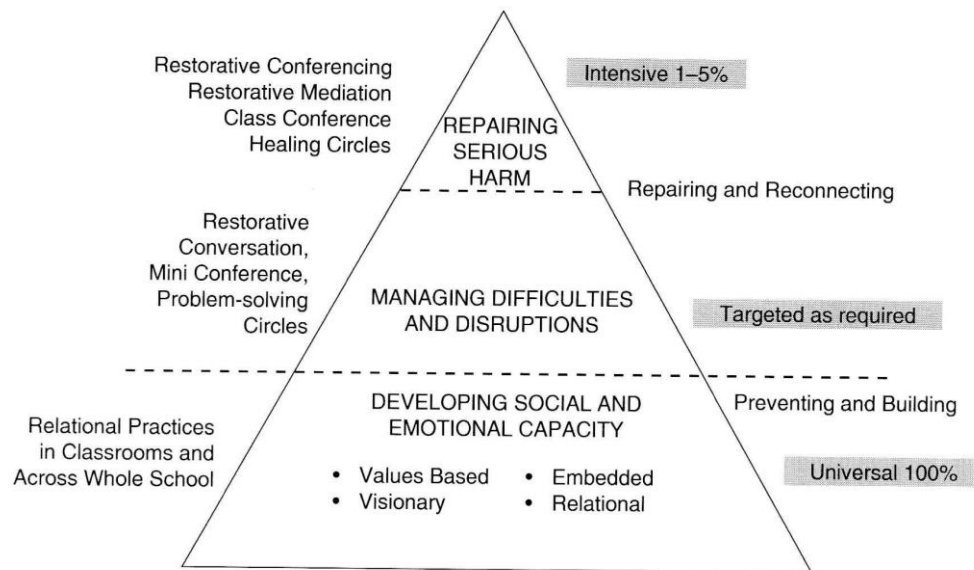 Restorative Conferencing
Restorative Mediation
Class Conference
Healing Circles
Intensive 1–5%
REPAIRING
SERIOUS
HARM
Repairing and Reconnecting
Restorative
Conversation,
Mini Conference,
Problem-solving
Circles
MANAGING DIFFICULTIES
AND DISRUPTIONS
Targeted as required
DEVELOPING SOCIAL AND
EMOTIONAL CAPACITY
Preventing and Building
Relational Practices
in Classrooms and
Across Whole School
• Values Based • Embedded
• Visionary • Relational
Universal 100%